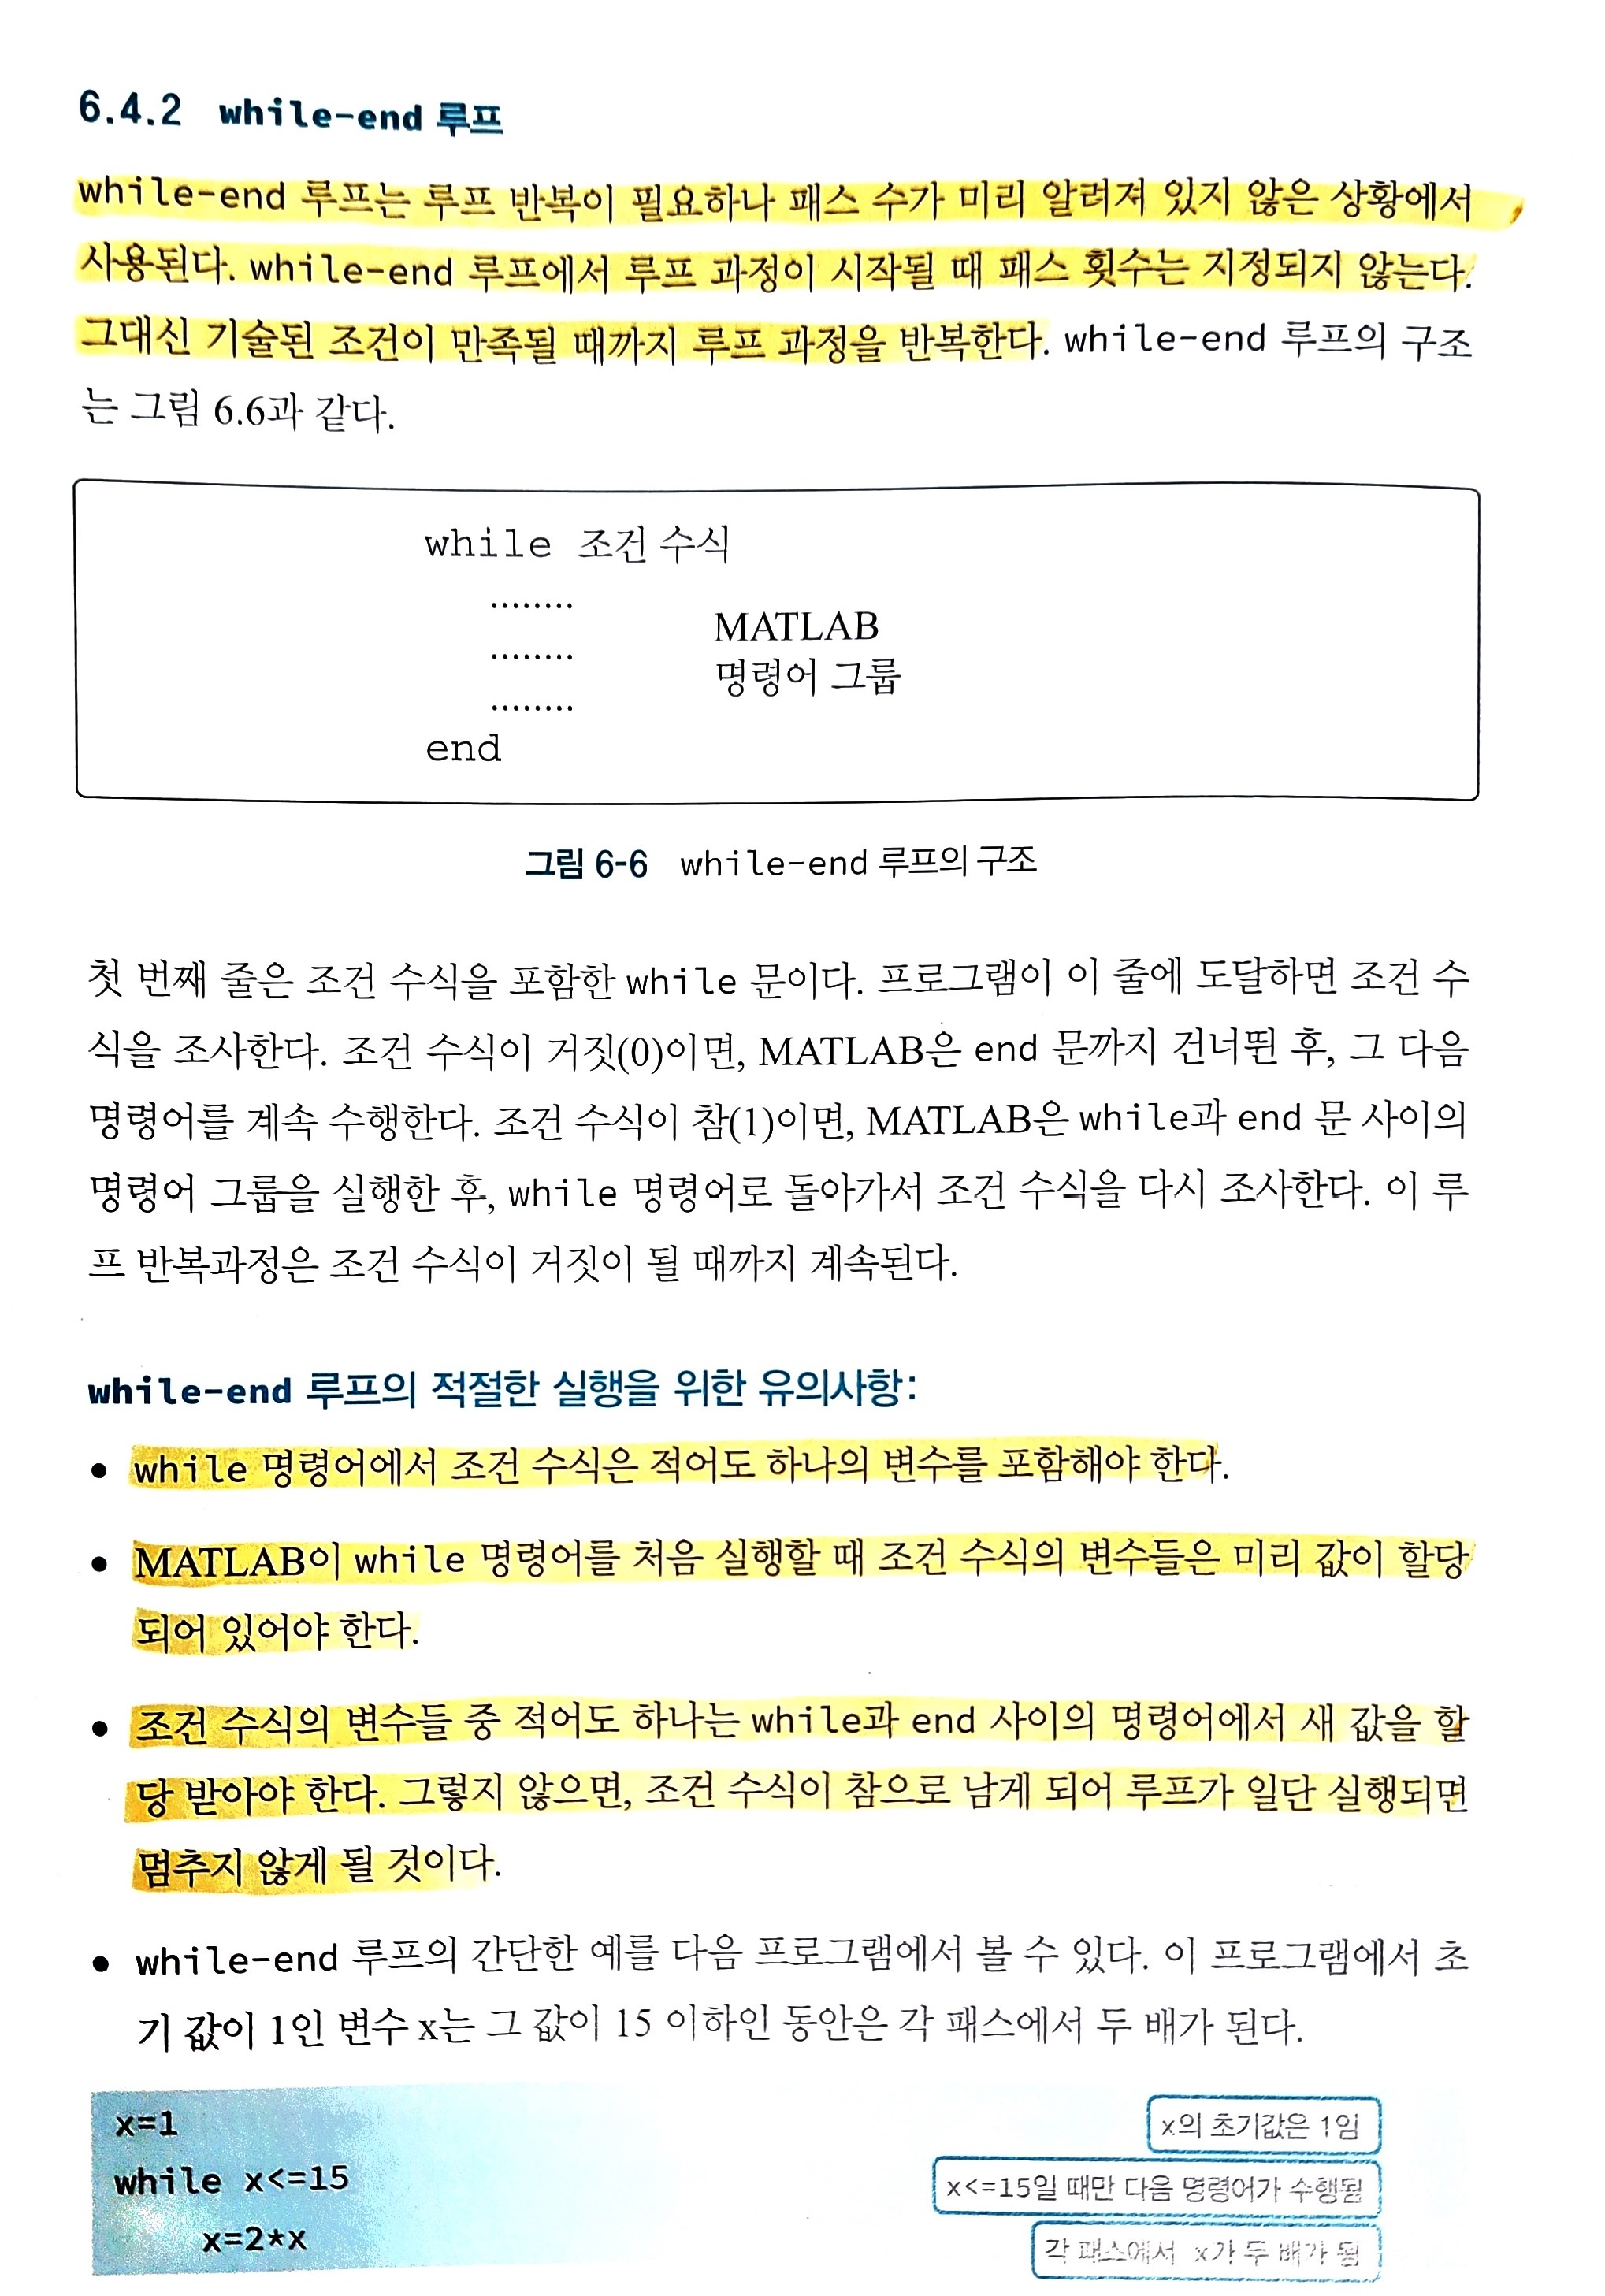 6.4.2 while-end 루프
while-end 루프는 루프 반복이 필요하나 패스 수가 미리 알려져 있지 않은 상황에서
사용된다. while-end 루프에서 루프 과정이 시작될 때 패스 횟수는 지정되지 않는다.
그대신 기술된 조건이 만족될 때까지 루프 과정을 반복한다. while-end 루프의 구조
는 그림 6.6과 같다.
while 조건 수식
........
MATLAB
........
명령어 그룹
........
end
그림 6-6 while-end 루프의 구조
첫 번째 줄은 조건 수식을 포함한 while 문이다. 프로그램이 이 줄에 도달하면 조건 수
식을 조사한다. 조건 수식이 거짓(0)이면, MATLAB은 end 문까지 건너뛴 후, 그 다음
명령어를 계속 수행한다. 조건 수식이 참(1)이면, MATLAB은 while과 end 문 사이의
명령어 그룹을 실행한 후, while 명령어로 돌아가서 조건 수식을 다시 조사한다. 이 루
프 반복과정은 조건 수식이 거짓이 될 때까지 계속된다.
while-end 루프의 적절한 실행을 위한 유의사항:
● while 명령어에서 조건 수식은 적어도 하나의 변수를 포함해야 한다.
● MATLAB이 while 명령어를 처음 실행할 때 조건 수식의 변수들은 미리 값이 할당
되어 있어야 한다.
● 조건 수식의 변수들 중 적어도 하나는 while과 end 사이의 명령어에서 새 값을 할
당 받아야 한다. 그렇지 않으면, 조건 수식이 참으로 남게 되어 루프가 일단 실행되면
멈추지 않게 될 것이다.
● while-end 루프의 간단한 예를 다음 프로그램에서 볼 수 있다. 이 프로그램에서 초
기 값이 1인 변수 x는 그 값이 15 이하인 동안은 각 패스에서 두 배가 된다.
x=1 x의 초기값은 1임
while x<=15 x<=15일 때만 다음 명령어가 수행됨
x=2*x 각 패스에서 x가 두 배가 됨